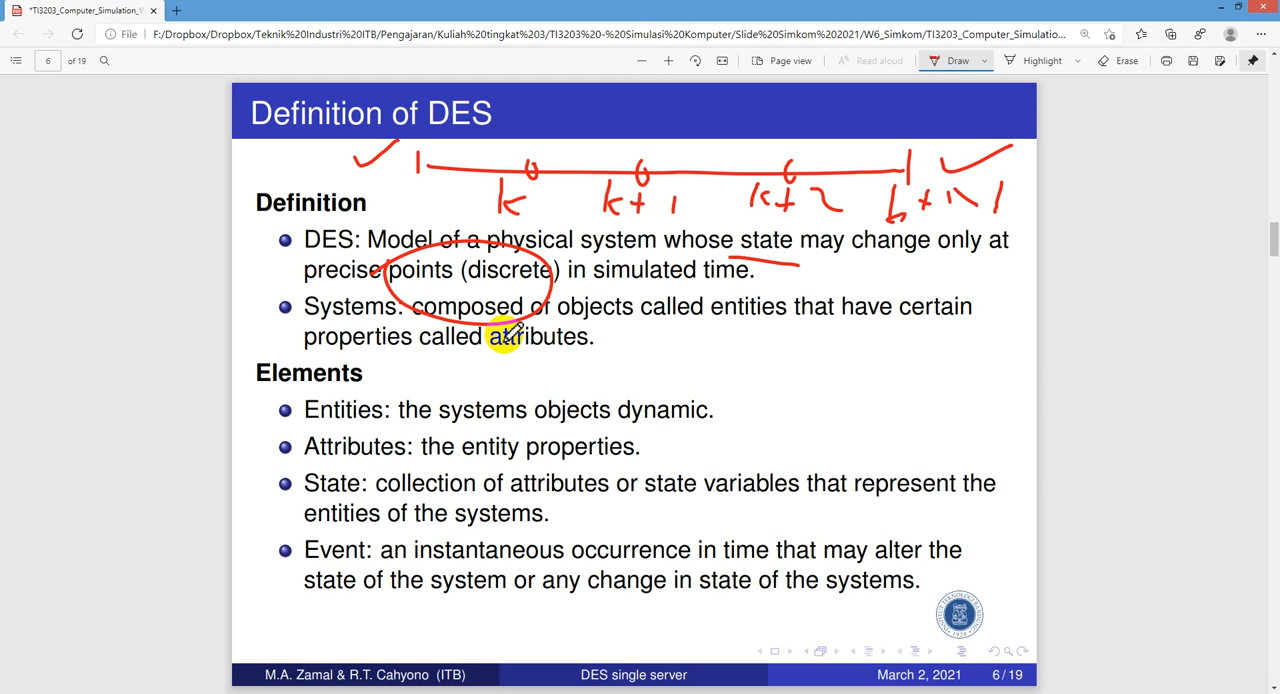 *TI3203_Computer_Simulation_W
File
F:/Dropbox/Dropbox/Teknik%20Industri%20ITB/Pengajaran/Kuliah%20tingkat%203/TI3203%20-%20Simulasi%20Komputer/Slide%20Simkom%202021/W6_Simkom/TI3203_Computer_Simulatio...
6 of 19
Page view
Read aloud
Draw
Highlight
Erase
Definition of DES
k k+1 k+2
Definition
DES: Model of a physical system whose state may change only at
precise points (discrete) in simulated time.
Systems: composed of objects called entities that have certain
properties called attributes.
Elements
Entities: the systems objects dynamic.
Attributes: the entity properties.
State: collection of attributes or state variables that represent the
entities of the systems.
Event: an instantaneous occurrence in time that may alter the
state of the system or any change in state of the systems.
M.A. Zamal & R.T. Cahyono (ITB) DES single server March 2, 2021 6 / 19